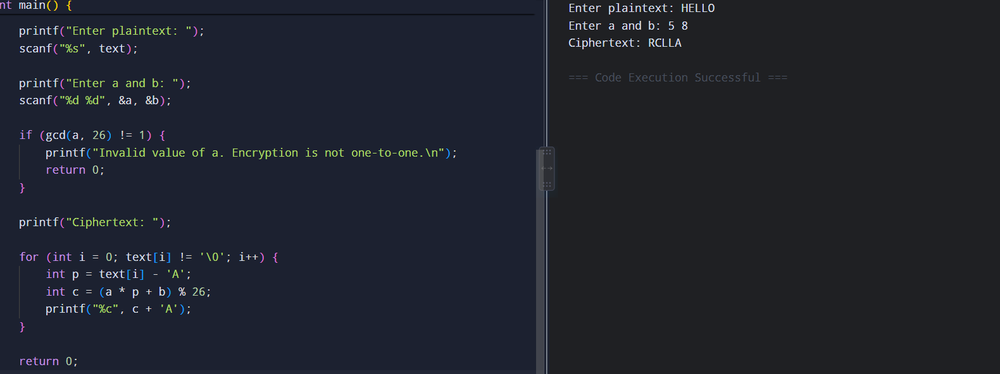 nt main() {
printf("Enter plaintext: ");
scanf("%s", text);
printf("Enter a and b: ");
scanf("%d %d", &a, &b);
if (gcd(a, 26) != 1) {
printf("Invalid value of a. Encryption is not one-to-one.\n");
return 0;
}
printf("Ciphertext: ");
for (int i = 0; text[i] != '\0'; i++) {
int p = text[i] - 'A';
int c = (a * p + b) % 26;
printf("%c", c + 'A');
}
return 0;
Enter plaintext: HELLO
Enter a and b: 5 8
Ciphertext: RCLLA
=== Code Execution Successful ===